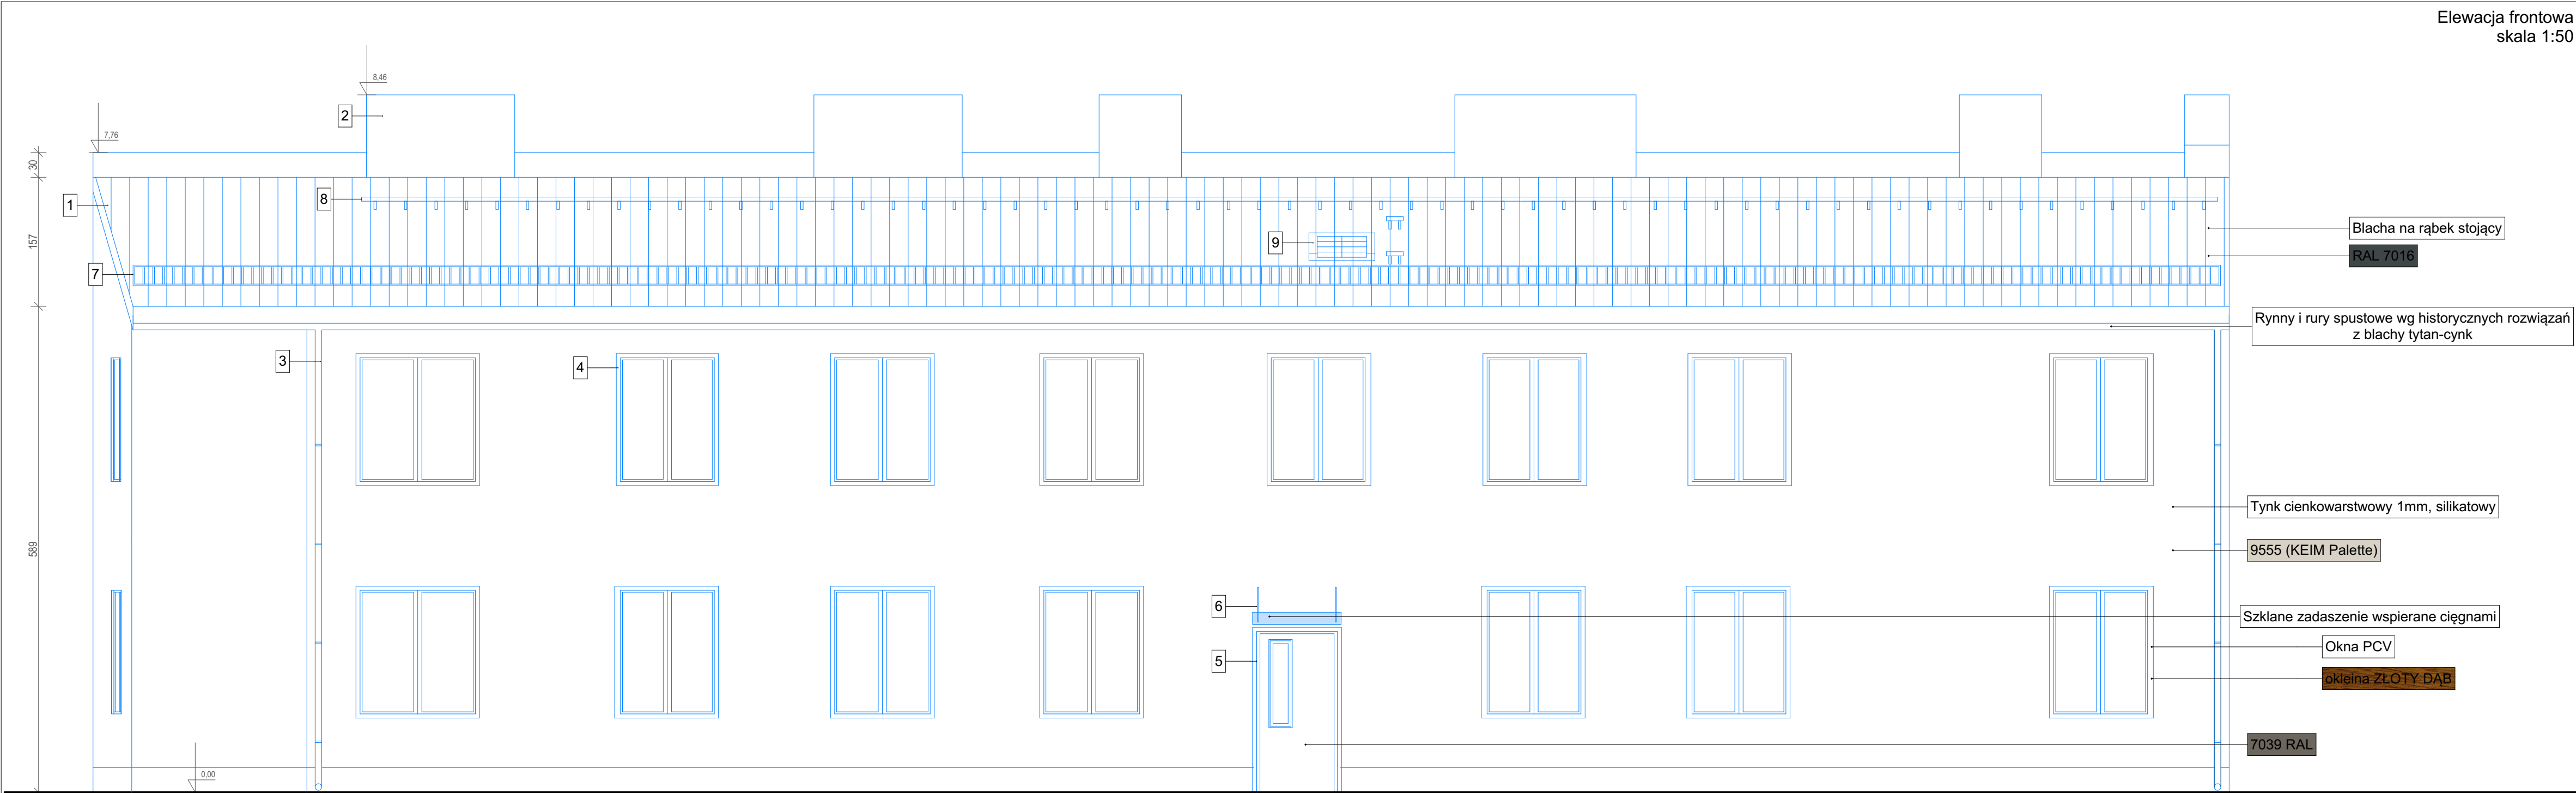 Elewacja frontowa
skala 1:50
8,46
2
7,76
30
1
8
157
9
7
Blacha na rąbek stojący
RAL 7016
Rynny i rury spustowe wg historycznych rozwiązań
z blachy tytan-cynk
3
4
589
Tynk cienkowarstwowy 1mm, silikatowy
9555 (KEIM Palette)
6
Szklane zadaszenie wspierane cięgnami
5
Okna PCV
okleina ZŁOTY DĄB
7039 RAL
0,00